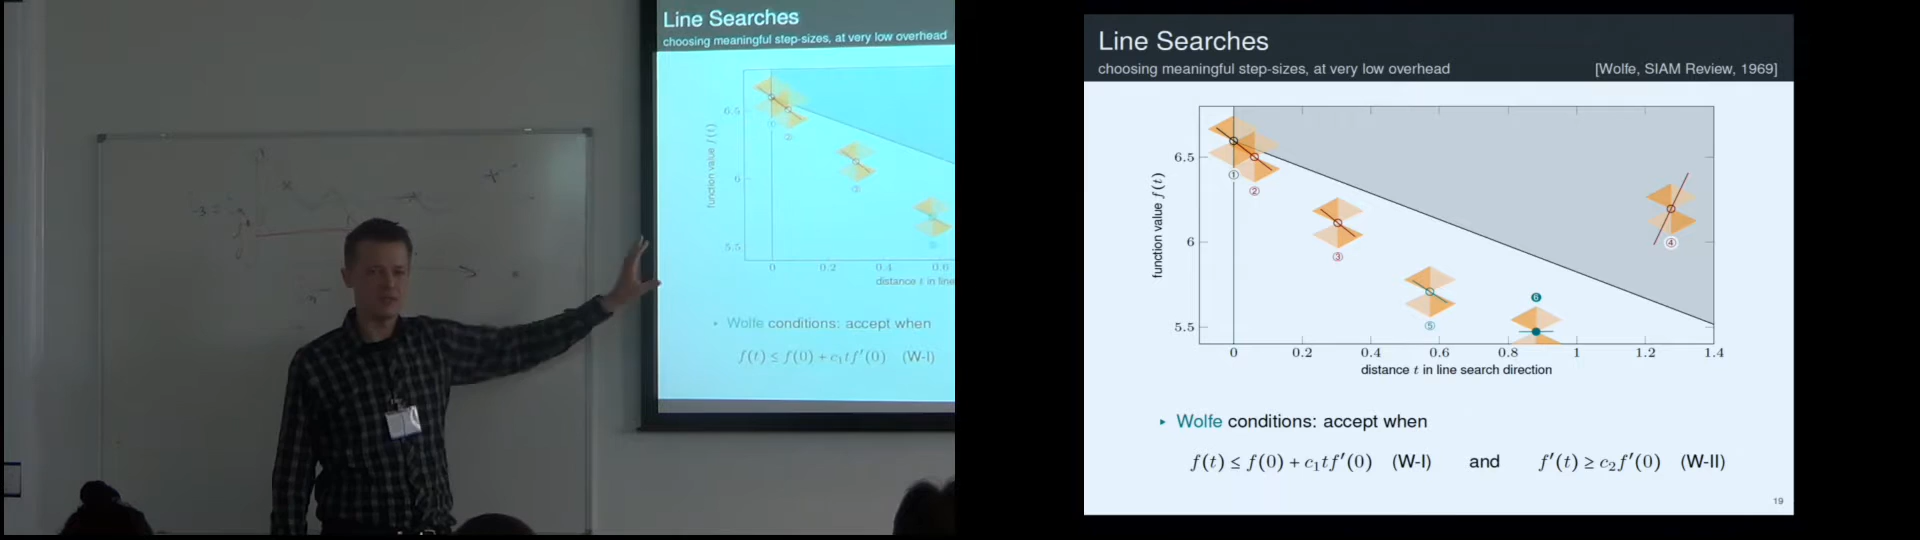 Line Searches
choosing meaningful step-sizes, at very low overhead
6.5
6
5.5
function value f(t)
①
②
③
⑤
0
0.2
0.4
0.6
distance t in line
▸ Wolfe conditions: accept when
f(t) ≤ f(0) + c₁tf′(0) (W-I)
Line Searches
choosing meaningful step-sizes, at very low overhead
[Wolfe, SIAM Review, 1969]
6.5
6
5.5
function value f(t)
①
②
③
④
⑤
⑥
0 0.2 0.4 0.6 0.8 1 1.2 1.4
distance t in line search direction
▸ Wolfe conditions: accept when
f(t) ≤ f(0) + c₁tf′(0) (W-I) and f′(t) ≥ c₂f′(0) (W-II)
19